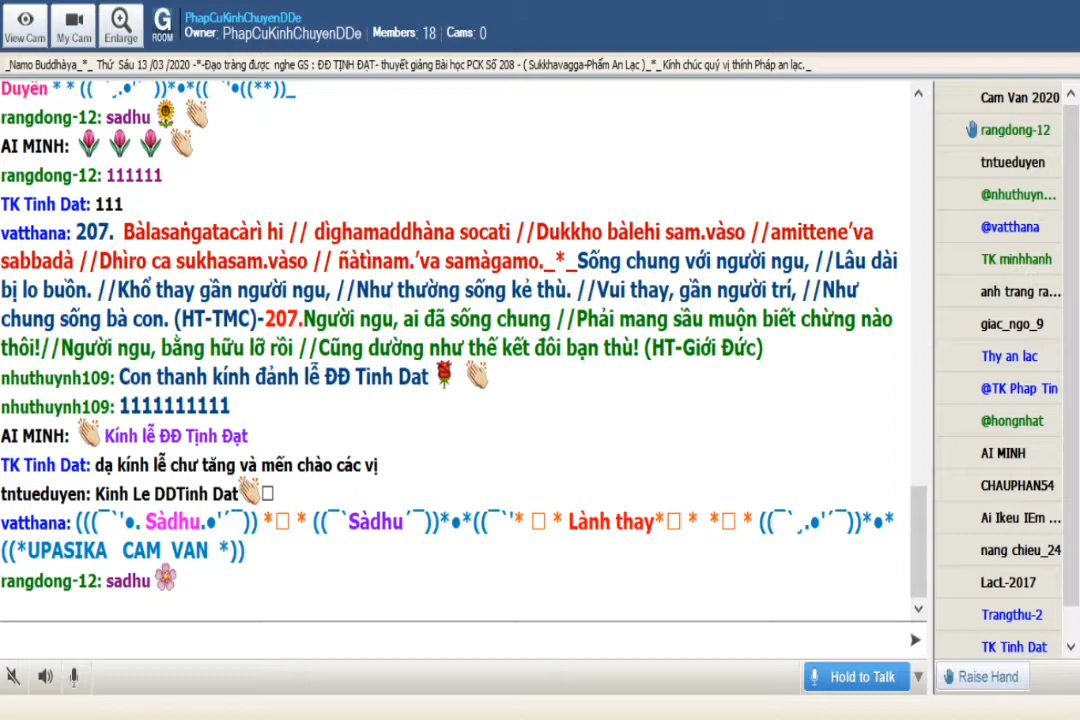 View Cam
My Cam
Enlarge
G
ROOM
PhapCuKinhChuyenDDe
Owner: PhapCuKinhChuyenDDe Members: 18 Cams: 0
_Namo Buddhàya_*_ Thứ Sáu 13 /03 /2020 -*-Đạo tràng được nghe GS : ĐĐ TỊNH ĐẠT- thuyết giảng Bài học PCK Số 208 - ( Sukkhavagga-Phẩm An Lạc )_*_Kính chúc quý vị thính Pháp an lạc._
Duyên * * ((¯`¸.●'´¯))*●*((¯`'●((**))_
rangdong-12: sadhu
AI MINH:
rangdong-12: 111111
TK Tinh Dat: 111
vatthana: 207. Bàlasaṅgatacàrì hi // dìghamaddhàna socati //Dukkho bàlehi sam.vàso //amittene'va
sabbadà //Dhìro ca sukhasam.vàso // ñàtìnam.'va samàgamo._*_Sống chung với người ngu, //Lâu dài
bị lo buồn. //Khổ thay gần người ngu, //Như thường sống kẻ thù. //Vui thay, gần người trí, //Như
chung sống bà con. (HT-TMC)-207.Người ngu, ai đã sống chung //Phải mang sầu muộn biết chừng nào
thôi!//Người ngu, bằng hữu lỡ rồi //Cũng dường như thế kết đôi bạn thù! (HT-Giới Đức)
nhuthuynh109: Con thanh kính đảnh lễ ĐĐ Tinh Dat
nhuthuynh109: 1111111111
AI MINH: Kính lễ ĐĐ Tịnh Đạt
TK Tinh Dat: dạ kính lễ chư tăng và mến chào các vị
tntueduyen: Kinh Le DDTinh Dat
vatthana: (((¯`'●. Sàdhu.●'´¯)) *□ * ((¯`Sàdhu´¯))*●*((¯`'* □ * Lành thay*□ * *□ * ((¯`¸.●'´¯))*●*
((*UPASIKA CAM VAN *))
rangdong-12: sadhu
Hold to Talk
Cam Van 2020
rangdong-12
tntueduyen
@nhuthuyn...
@vatthana
TK minhhanh
anh trang ra...
giac_ngo_9
Thy an lac
@TK Phap Tin
@hongnhat
AI MINH
CHAUPHAN54
Ai Ikeu IEm ...
nang chieu_24
LacL-2017
Trangthu-2
TK Tinh Dat
Raise Hand